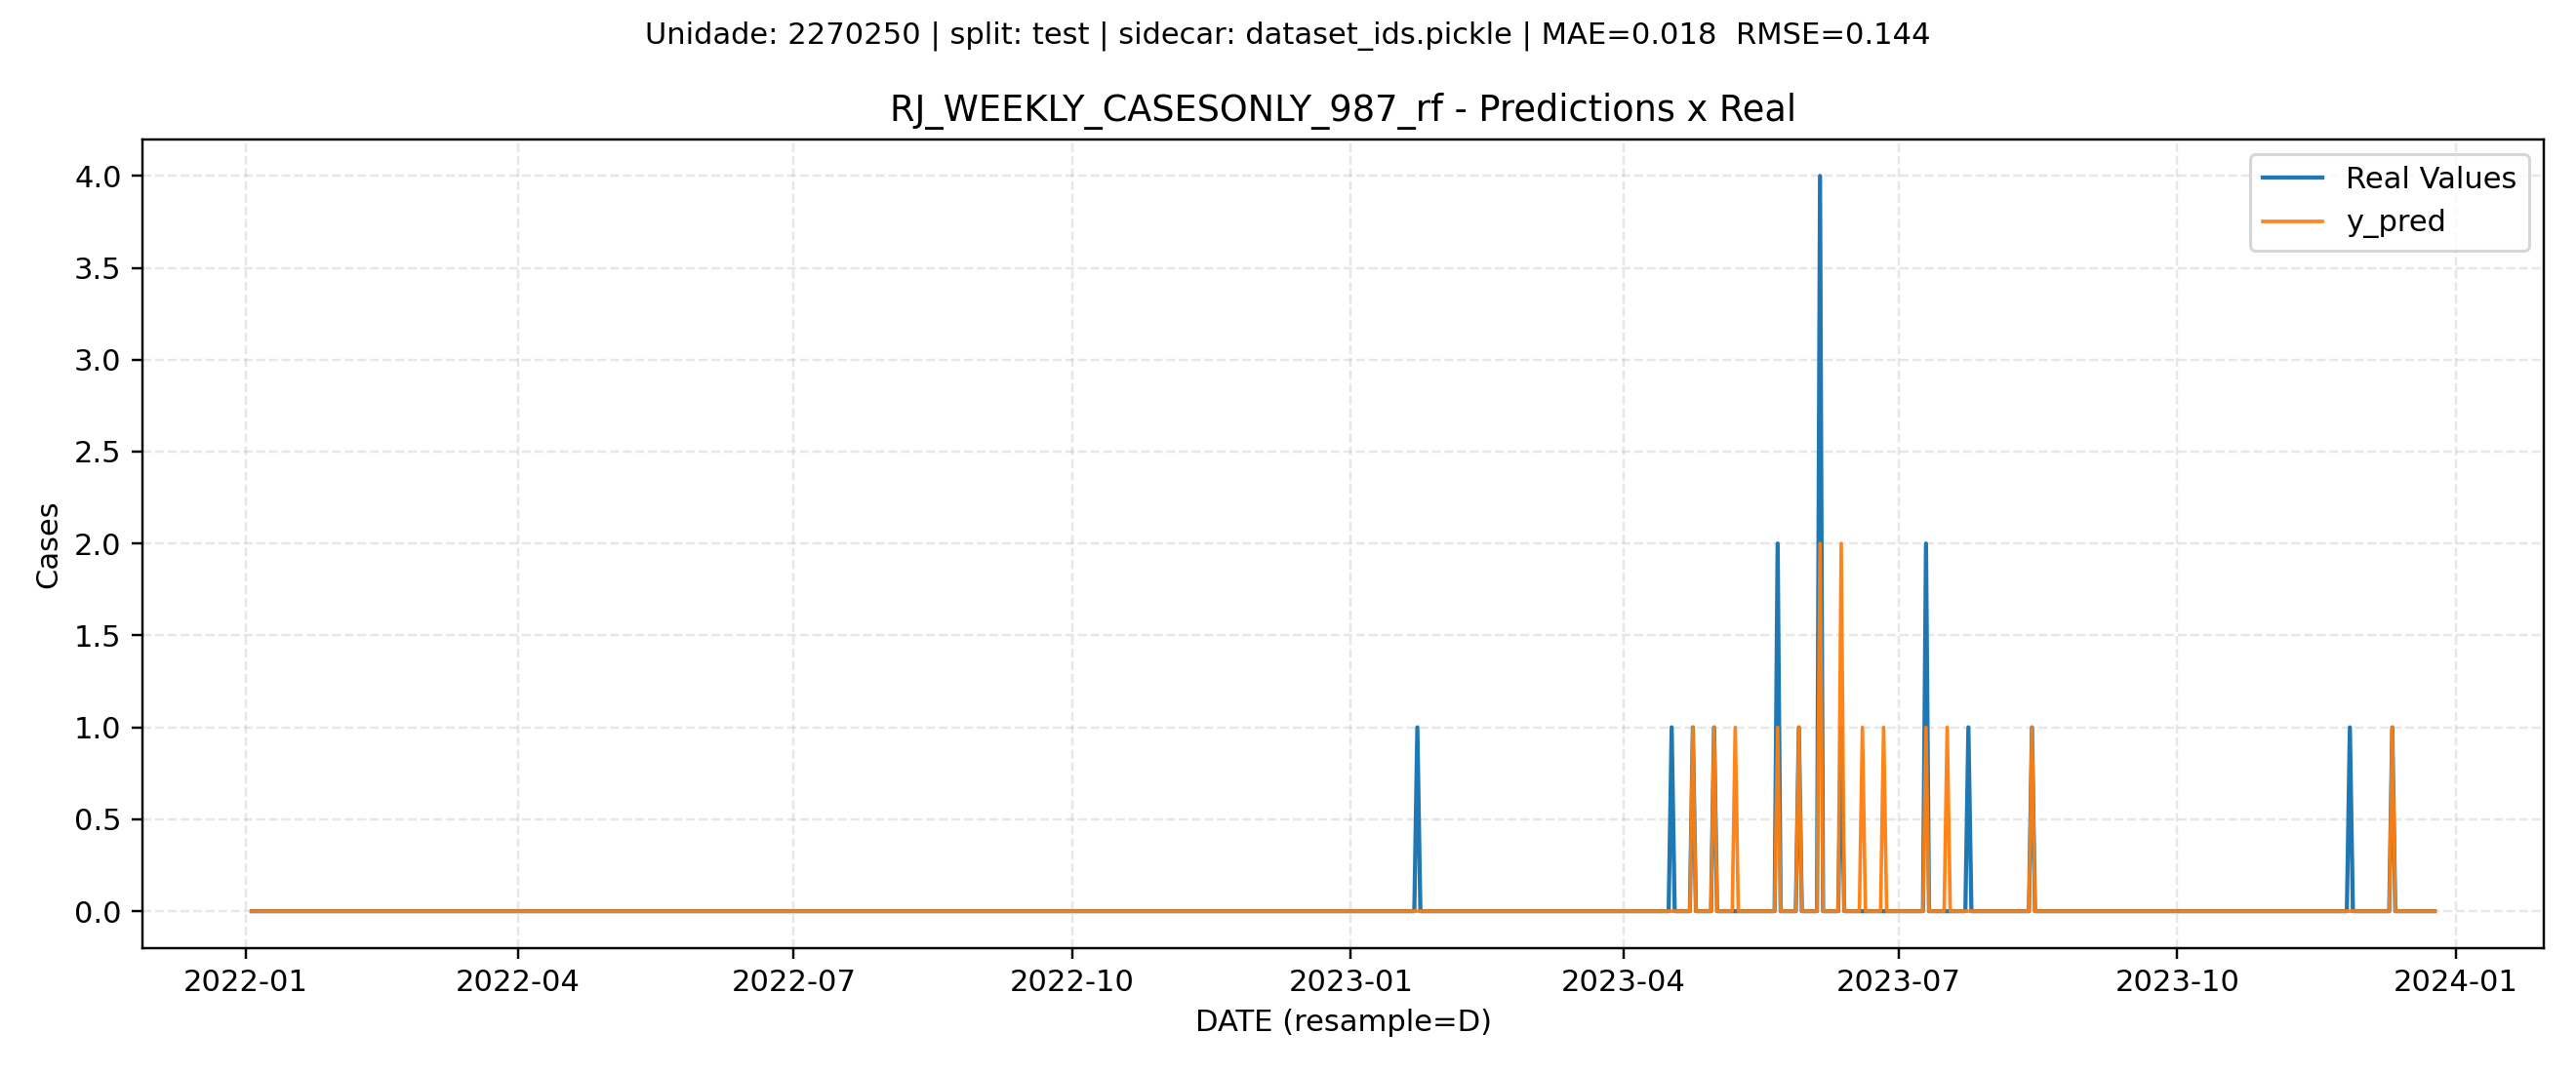 Unidade: 2270250 | split: test | sidecar: dataset_ids.pickle | MAE=0.018  RMSE=0.144
RJ_WEEKLY_CASESONLY_987_rf - Predictions x Real
Real Values
y_pred
4.0
3.5
3.0
2.5
2.0
1.5
1.0
0.5
0.0
Cases
2022-01 2022-04 2022-07 2022-10 2023-01 2023-04 2023-07 2023-10 2024-01
DATE (resample=D)